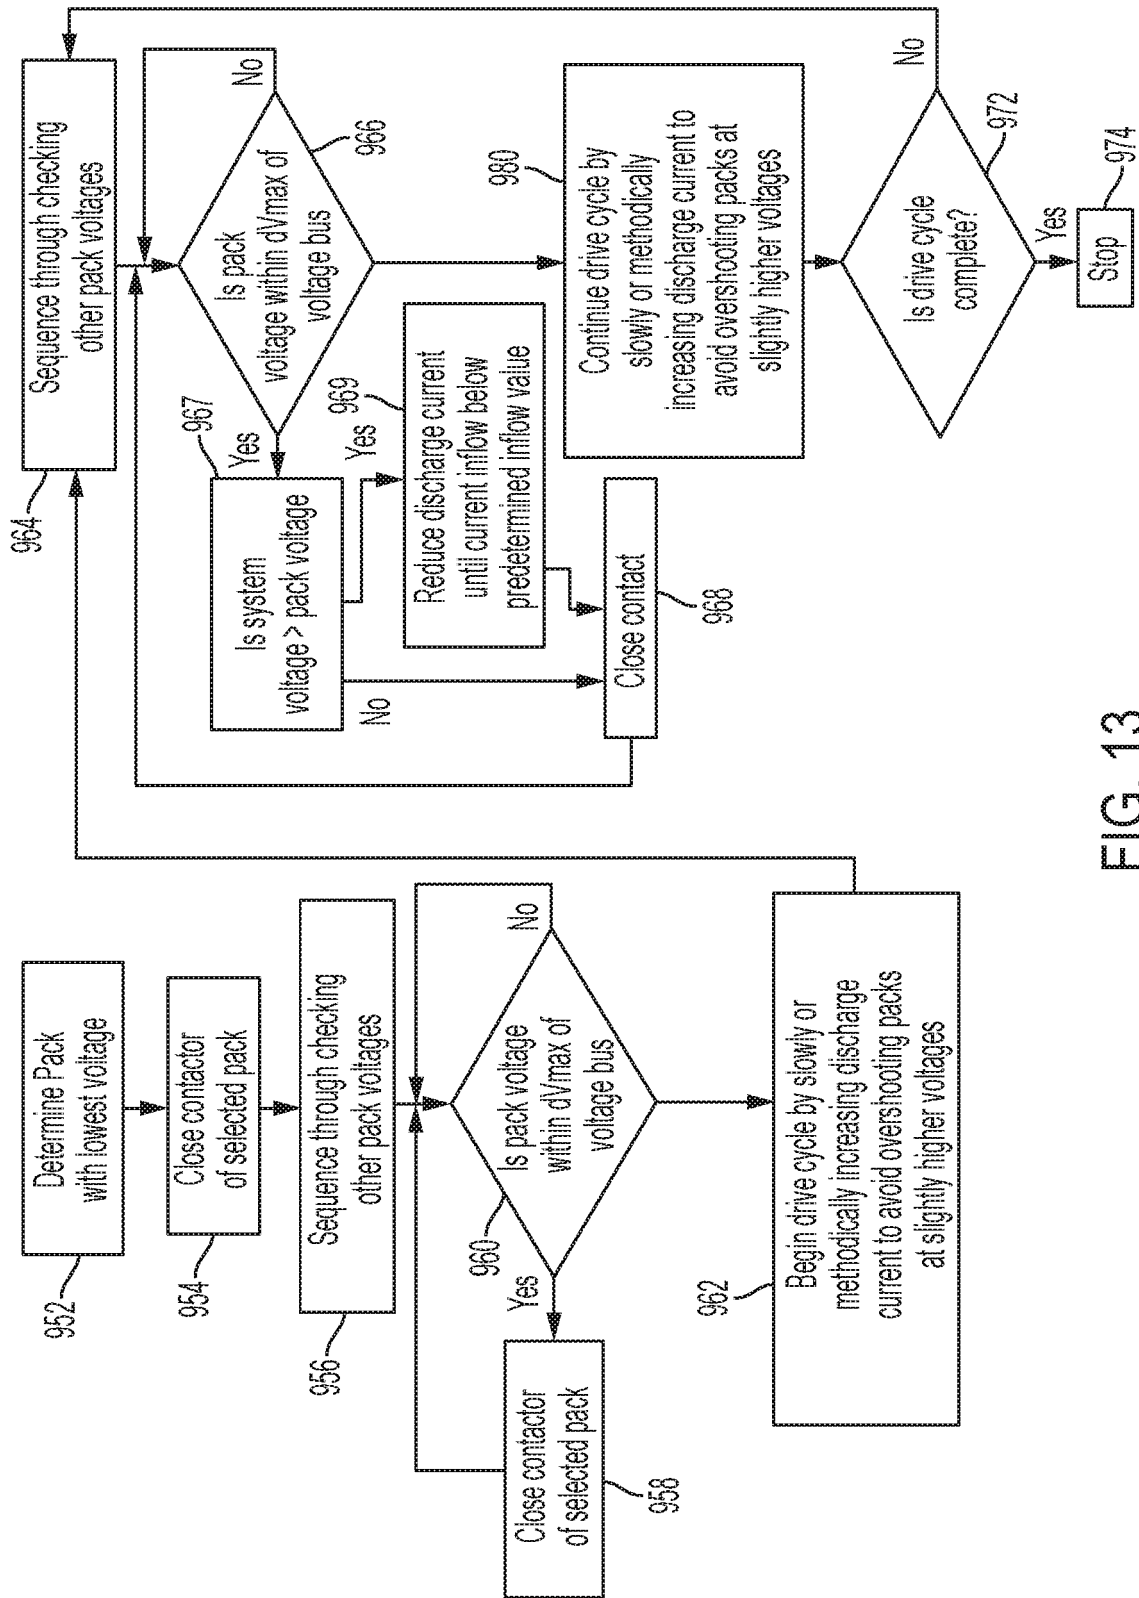 952
Determine Pack
with lowest voltage
954
Close contactor
of selected pack
956
Sequence through checking
other pack voltages
960
Is pack voltage
within dVmax of
voltage bus
No
Yes
Close contactor
of selected pack
958
962
Begin drive cycle by slowly or
methodically increasing discharge
current to avoid overshooting packs
at slightly higher voltages
964
Sequence through checking
other pack voltages
Is pack
voltage within dVmax of
voltage bus
966
No
Yes
967
Is system
voltage > pack voltage
Yes
No
969
Reduce discharge current
until current inflow below
predetermined inflow value
Close contact
968
980
Continue drive cycle by
slowly or methodically
increasing discharge current to
avoid overshooting packs at
slightly higher voltages
Is drive cycle
complete?
972
No
Yes
Stop
974
FIG. 13